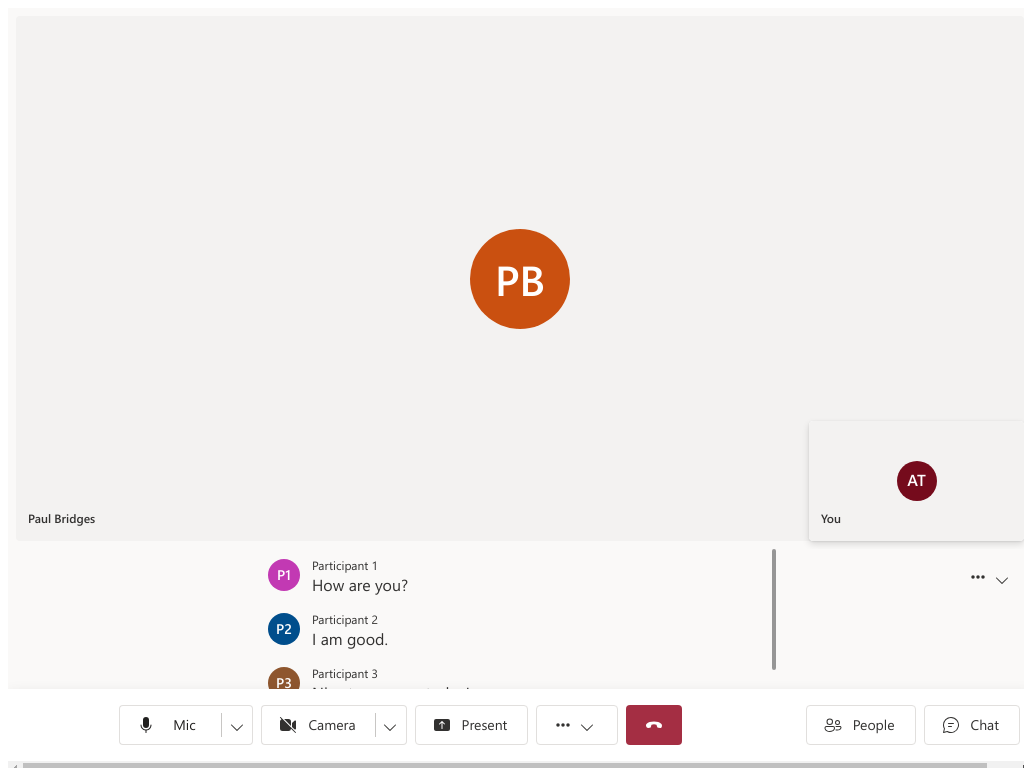 PB
AT
Paul Bridges
You
P1
Participant 1
How are you?
P2
Participant 2
I am good.
P3
Participant 3
Mic
Camera
Present
People
Chat